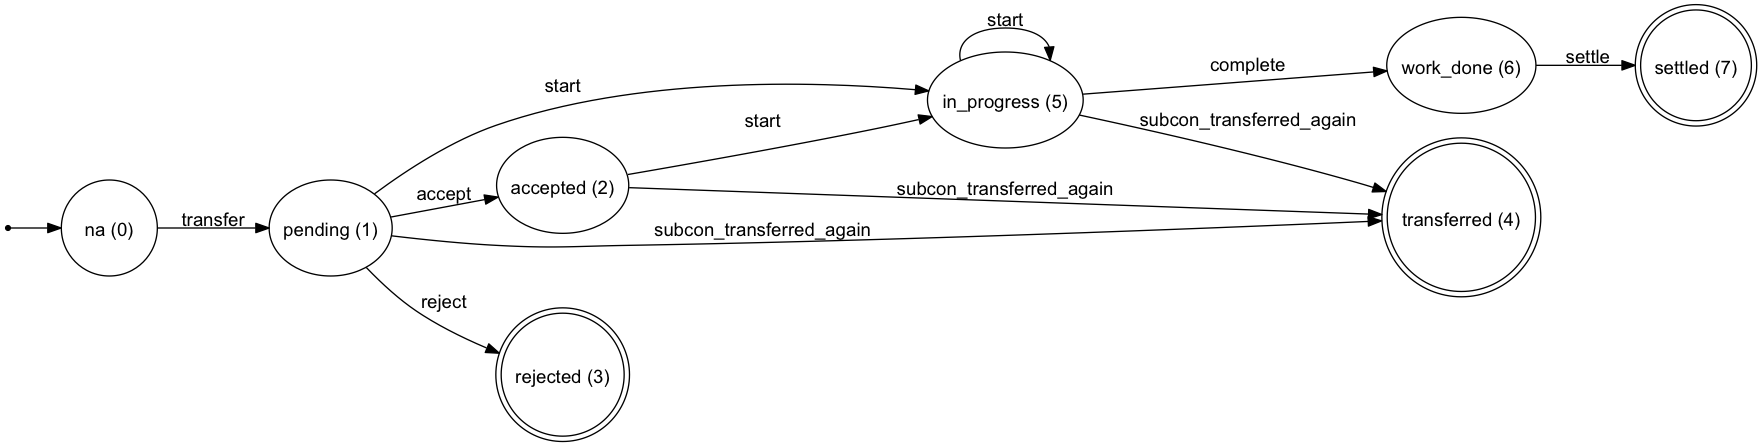 start
settle
complete
work_done (6)
settled (7)
start
in_progress (5)
start
subcon_transferred_again
accept
accepted (2)
subcon_transferred_again
transfer
na (0)
pending (1)
transferred (4)
subcon_transferred_again
reject
rejected (3)